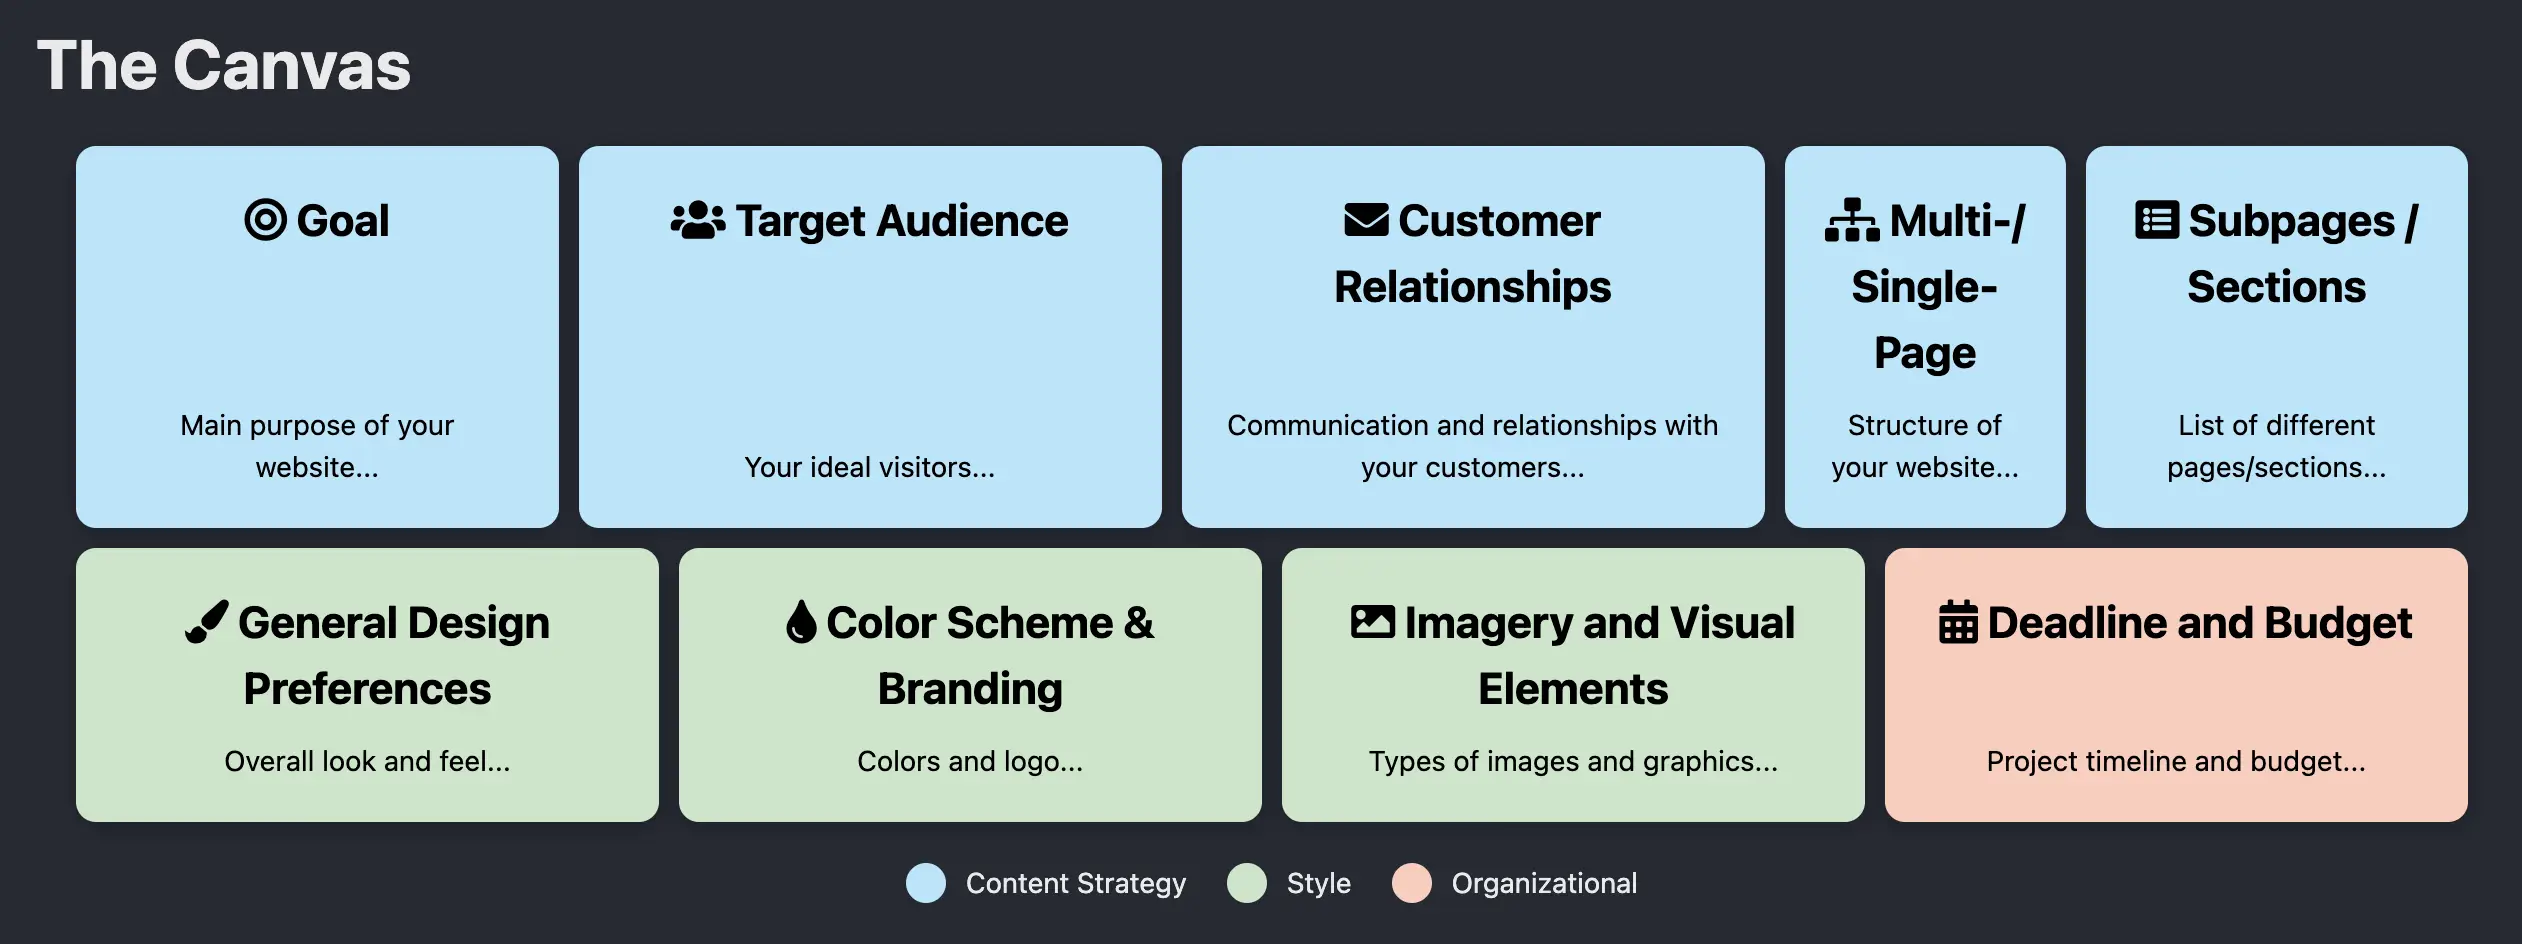 The Canvas
Goal
Main purpose of your
website...
Target Audience
Your ideal visitors...
Customer
Relationships
Communication and relationships with
your customers...
Multi-/
Single-
Page
Structure of
your website...
Subpages /
Sections
List of different
pages/sections...
General Design
Preferences
Overall look and feel...
Color Scheme &
Branding
Colors and logo...
Imagery and Visual
Elements
Types of images and graphics...
Deadline and Budget
Project timeline and budget...
Content Strategy
Style
Organizational